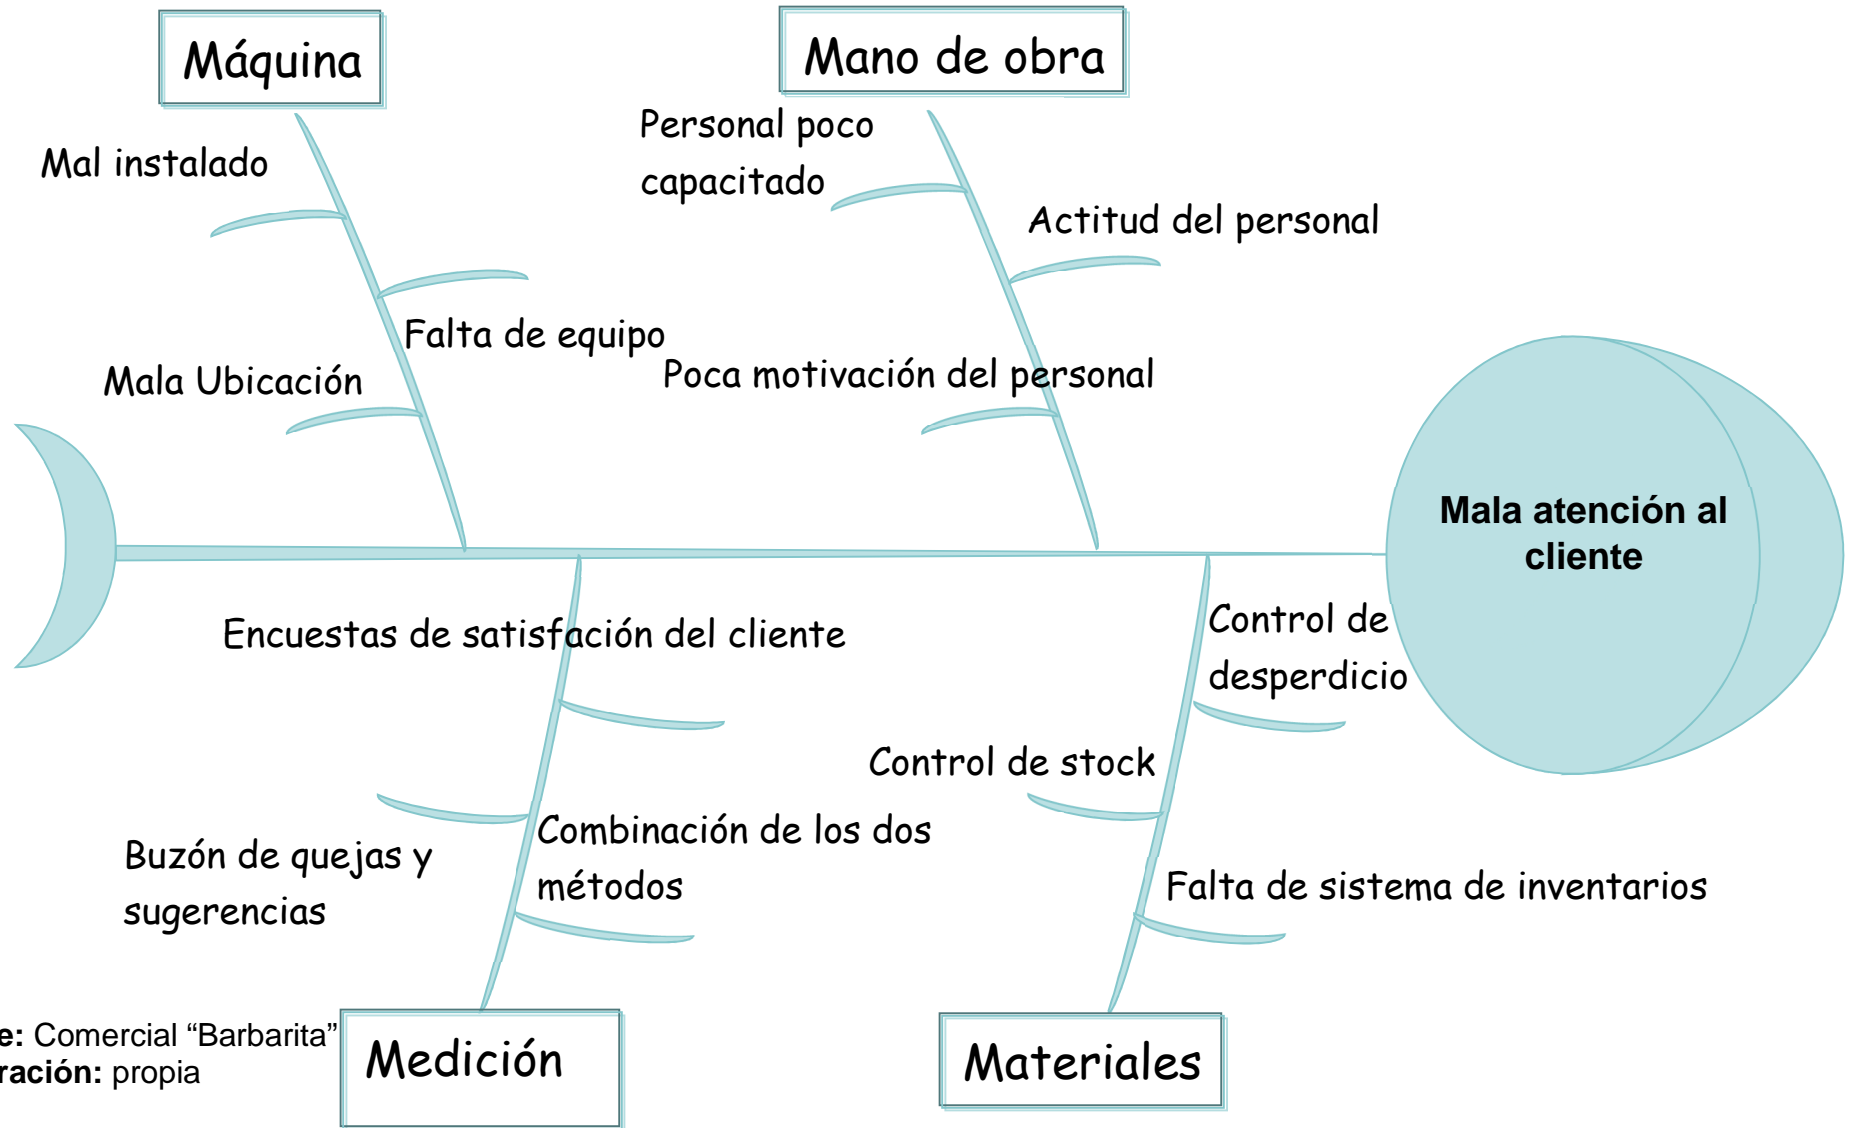 Máquina
Mano de obra
Personal poco
capacitado
Mal instalado
Actitud del personal
Falta de equipo
Poca motivación del personal
Mala Ubicación
Mala atención al
cliente
Encuestas de satisfación del cliente
Control de
desperdicio
Control de stock
Combinación de los dos
métodos
Buzón de quejas y
sugerencias
Falta de sistema de inventarios
e: Comercial “Barbarita”
ración: propia
Medición
Materiales